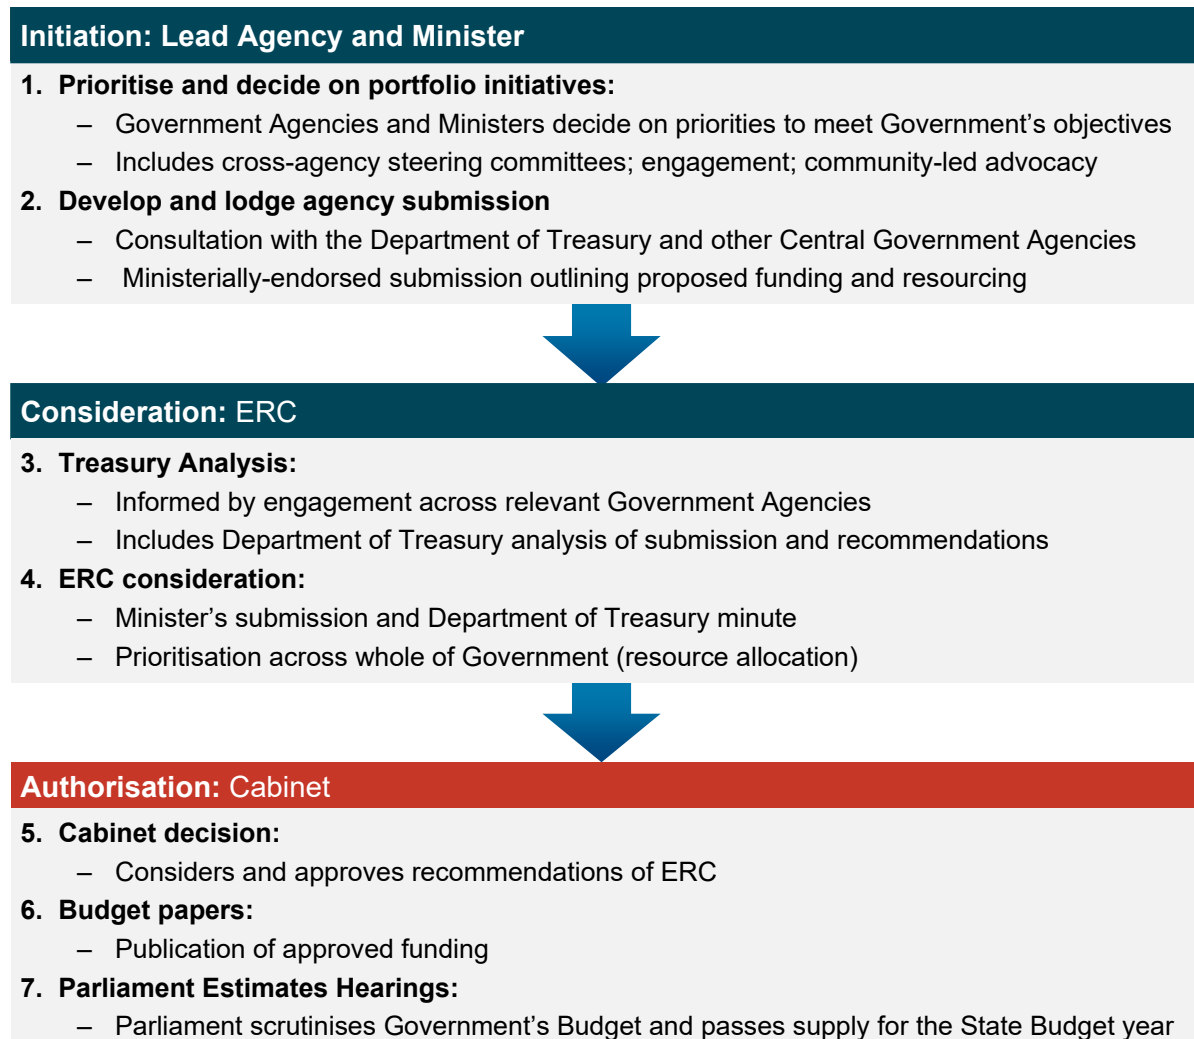 Initiation: Lead Agency and Minister
1. Prioritise and decide on portfolio initiatives:
– Government Agencies and Ministers decide on priorities to meet Government’s objectives
– Includes cross-agency steering committees; engagement; community-led advocacy
2. Develop and lodge agency submission
– Consultation with the Department of Treasury and other Central Government Agencies
– Ministerially-endorsed submission outlining proposed funding and resourcing
Consideration: ERC
3. Treasury Analysis:
– Informed by engagement across relevant Government Agencies
– Includes Department of Treasury analysis of submission and recommendations
4. ERC consideration:
– Minister’s submission and Department of Treasury minute
– Prioritisation across whole of Government (resource allocation)
Authorisation: Cabinet
5. Cabinet decision:
– Considers and approves recommendations of ERC
6. Budget papers:
– Publication of approved funding
7. Parliament Estimates Hearings:
– Parliament scrutinises Government’s Budget and passes supply for the State Budget year